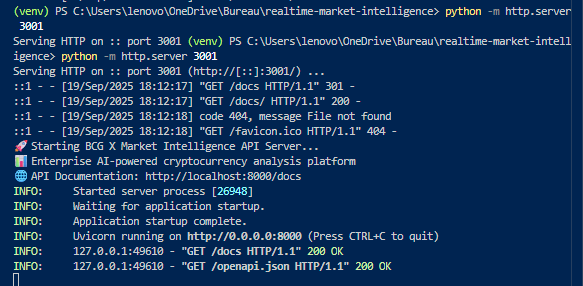 (venv) PS C:\Users\lenovo\OneDrive\Bureau\realtime-market-intelligence> python -m http.server
 3001
Serving HTTP on :: port 3001 (venv) PS C:\Users\lenovo\OneDrive\Bureau\realtime-market-intell
igence> python -m http.server 3001
Serving HTTP on :: port 3001 (http://[::]:3001/) ...
::1 - - [19/Sep/2025 18:12:17] "GET /docs HTTP/1.1" 301 -
::1 - - [19/Sep/2025 18:12:17] "GET /docs/ HTTP/1.1" 200 -
::1 - - [19/Sep/2025 18:12:18] code 404, message File not found
::1 - - [19/Sep/2025 18:12:18] "GET /favicon.ico HTTP/1.1" 404 -
🚀 Starting BCG X Market Intelligence API Server...
📊 Enterprise AI-powered cryptocurrency analysis platform
🌐 API Documentation: http://localhost:8000/docs
INFO:     Started server process [26948]
INFO:     Waiting for application startup.
INFO:     Application startup complete.
INFO:     Uvicorn running on http://0.0.0.0:8000 (Press CTRL+C to quit)
INFO:     127.0.0.1:49610 - "GET /docs HTTP/1.1" 200 OK
INFO:     127.0.0.1:49610 - "GET /openapi.json HTTP/1.1" 200 OK